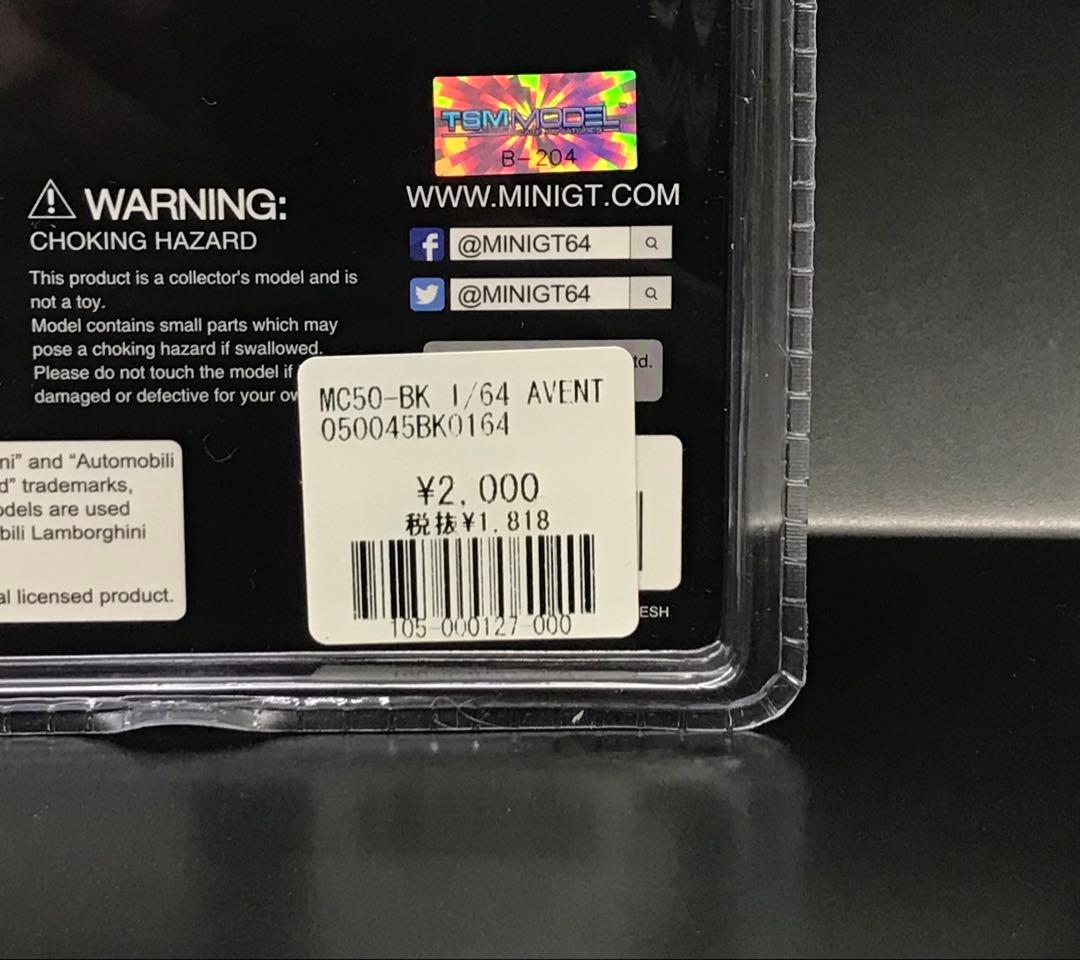 TSM MODEL
B-204
WWW.MINIGT.COM
@MINIGT64
@MINIGT64
WARNING:
CHOKING HAZARD
This product is a collector's model and is
not a toy.
Model contains small parts which may
pose a choking hazard if swallowed.
Please do not touch the model if
damaged or defective for your
td.
ni" and "Automobili
d" trademarks,
odels are used
bili Lamborghini
al licensed product.
MC50-BK 1/64 AVENT
050045BK0164
¥2,000
税抜¥1,818
105-000127-000
ESH